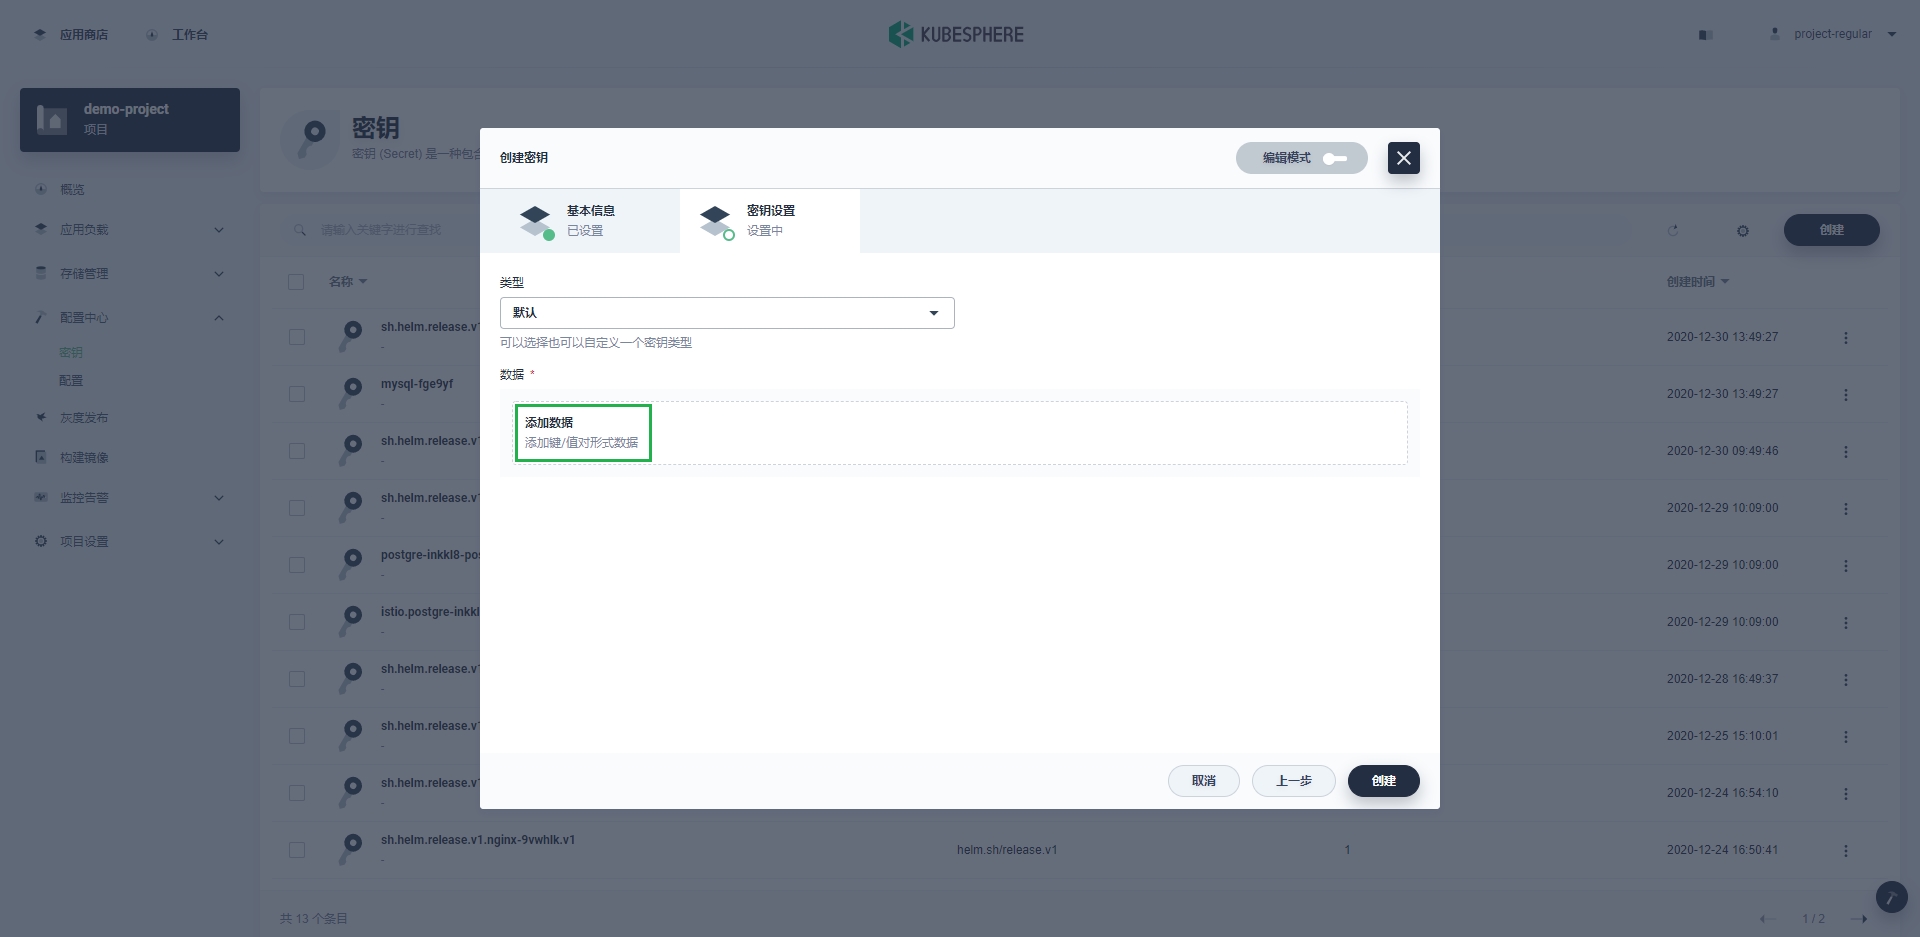 应用商店
工作台
KUBESPHERE
project-regular
demo-project
项目
密钥
密钥 (Secret) 是一种包含
概览
应用负载
存储管理
配置中心
密钥
配置
灰度发布
构建镜像
监控告警
项目设置
请输入关键字进行查找
创建
名称
创建时间
sh.helm.release.v1
-
2020-12-30 13:49:27
mysql-fge9yf
-
2020-12-30 13:49:27
sh.helm.release.v1
-
2020-12-30 09:49:46
sh.helm.release.v1
-
2020-12-29 10:09:00
postgre-inkkl8-pos
-
2020-12-29 10:09:00
istio.postgre-inkkl
-
2020-12-29 10:09:00
sh.helm.release.v1
-
2020-12-28 16:49:37
sh.helm.release.v1
-
2020-12-25 15:10:01
sh.helm.release.v1
-
2020-12-24 16:54:10
sh.helm.release.v1.nginx-9vwhlk.v1
-
helm.sh/release.v1
1
2020-12-24 16:50:41
共 13 个条目
1 / 2
创建密钥
编辑模式
基本信息
已设置
密钥设置
设置中
类型
默认
可以选择也可以自定义一个密钥类型
数据 *
添加数据
添加键/值对形式数据
取消
上一步
创建